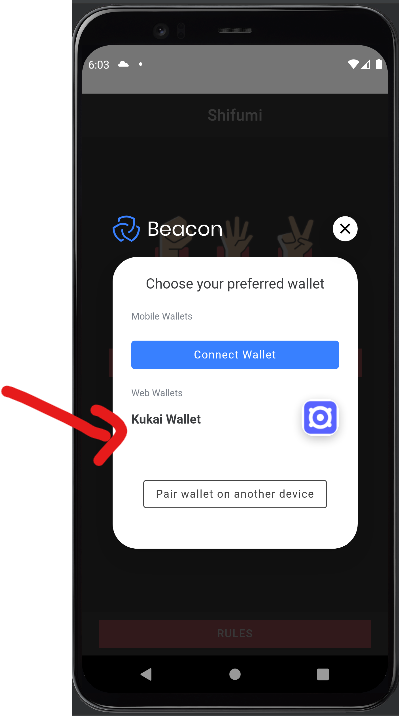 6:03
Shifumi
Beacon
Choose your preferred wallet
Mobile Wallets
Connect Wallet
Web Wallets
Kukai Wallet
Pair wallet on another device
RULES